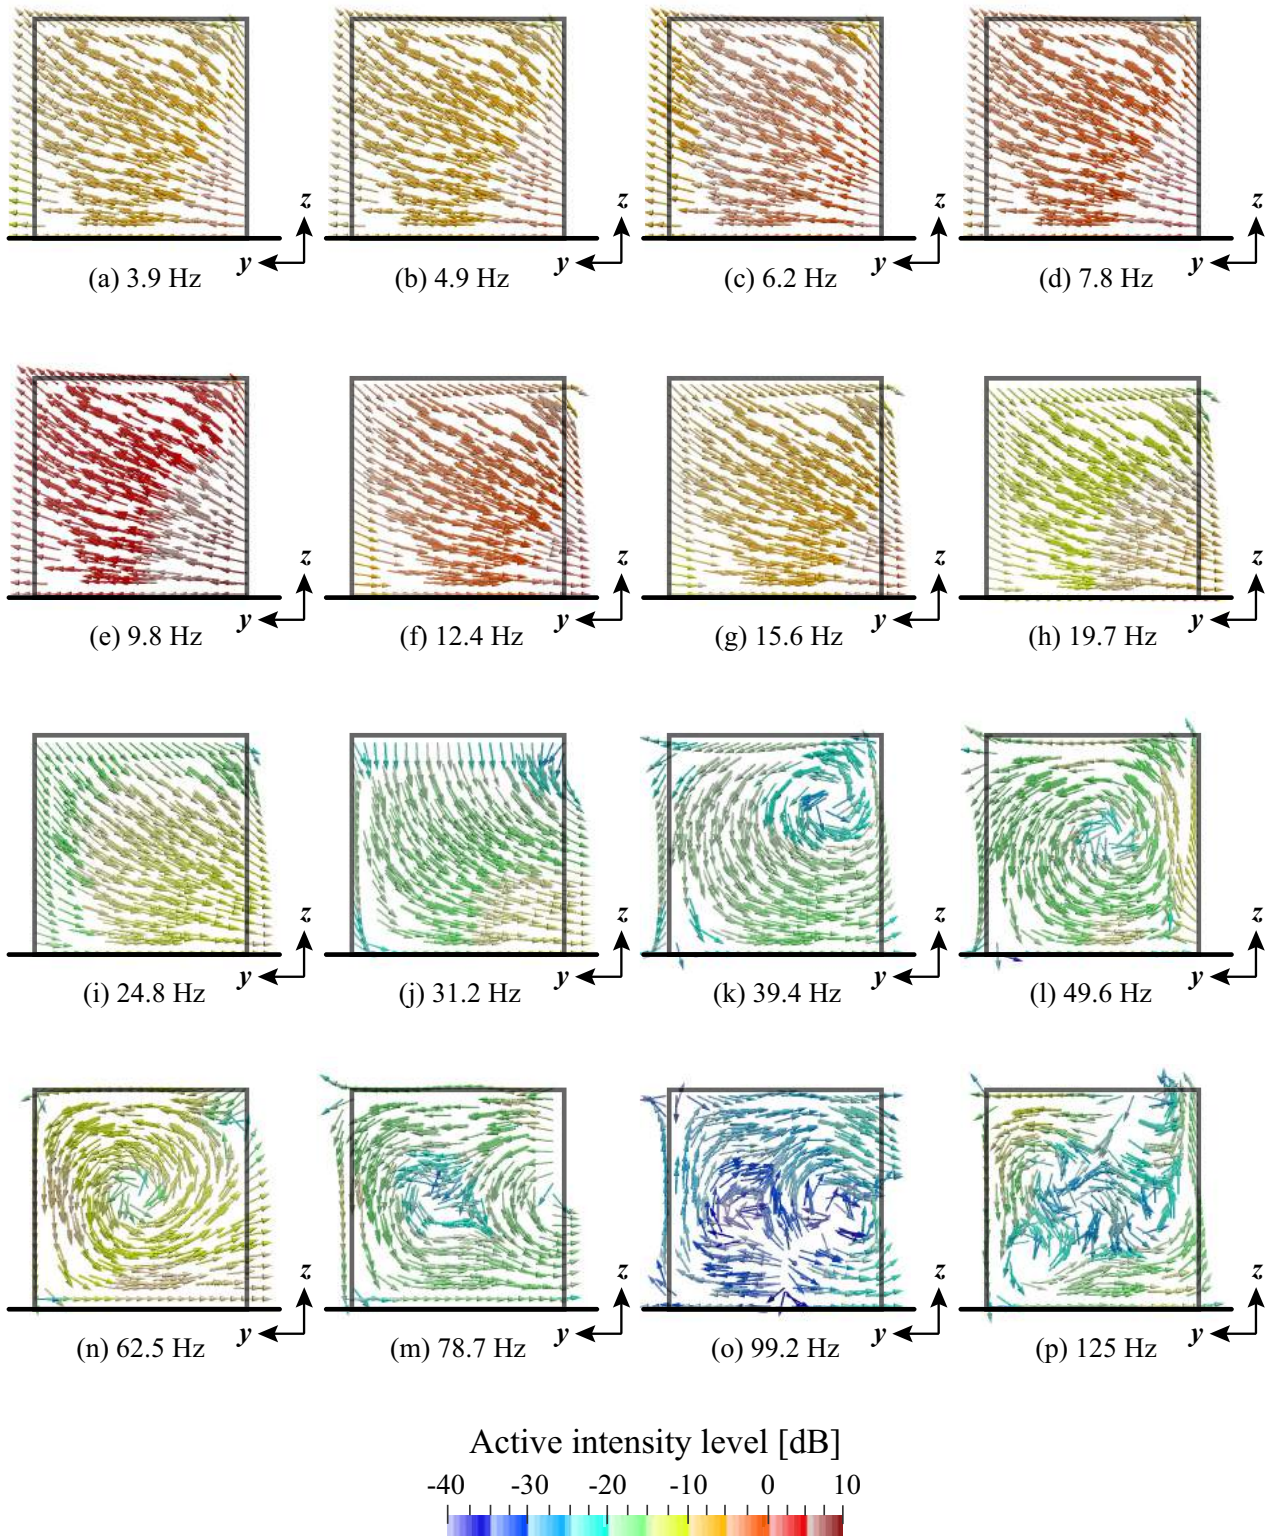 z z z z
y y y y
(a) 3.9 Hz (b) 4.9 Hz (c) 6.2 Hz (d) 7.8 Hz
z z z z
y y y y
(e) 9.8 Hz (f) 12.4 Hz (g) 15.6 Hz (h) 19.7 Hz
z z z z
y y y y
(i) 24.8 Hz (j) 31.2 Hz (k) 39.4 Hz (l) 49.6 Hz
z z z z
y y y y
(n) 62.5 Hz (m) 78.7 Hz (o) 99.2 Hz (p) 125 Hz
Active intensity level [dB]
-40 -30 -20 -10 0 10